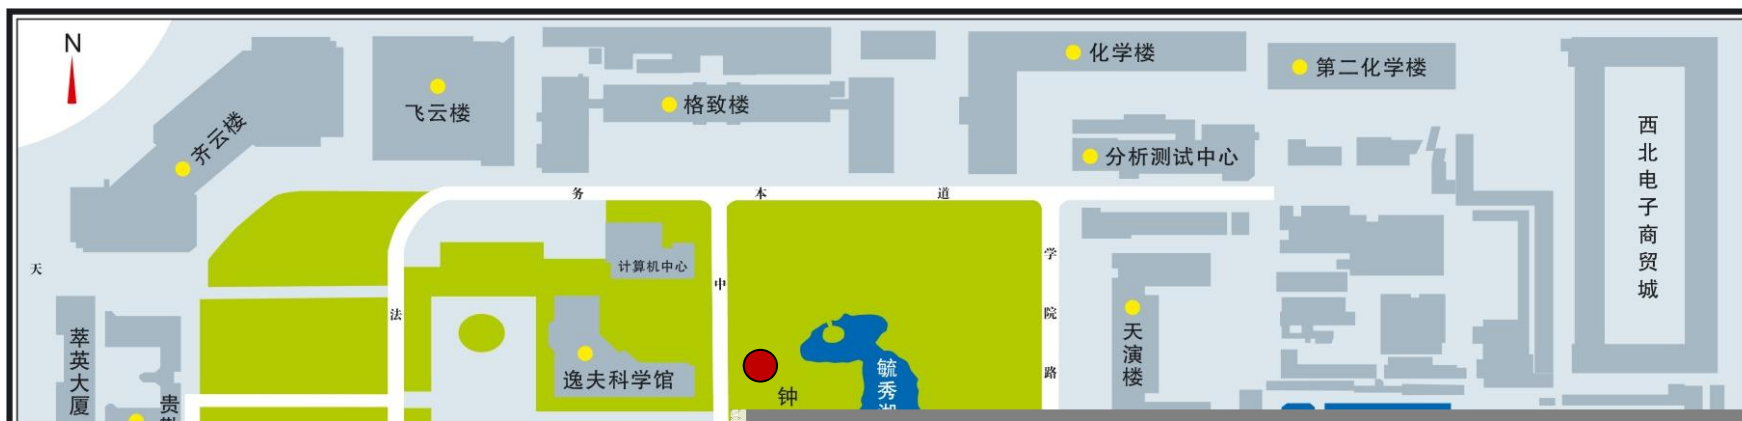 N
齐云楼
飞云楼
格致楼
化学楼
第二化学楼
分析测试中心
西北电子商贸城
务本道
天
计算机中心
法
中
学院路
逸夫科学馆
毓秀湖
钟
天演楼
萃英大厦
贵